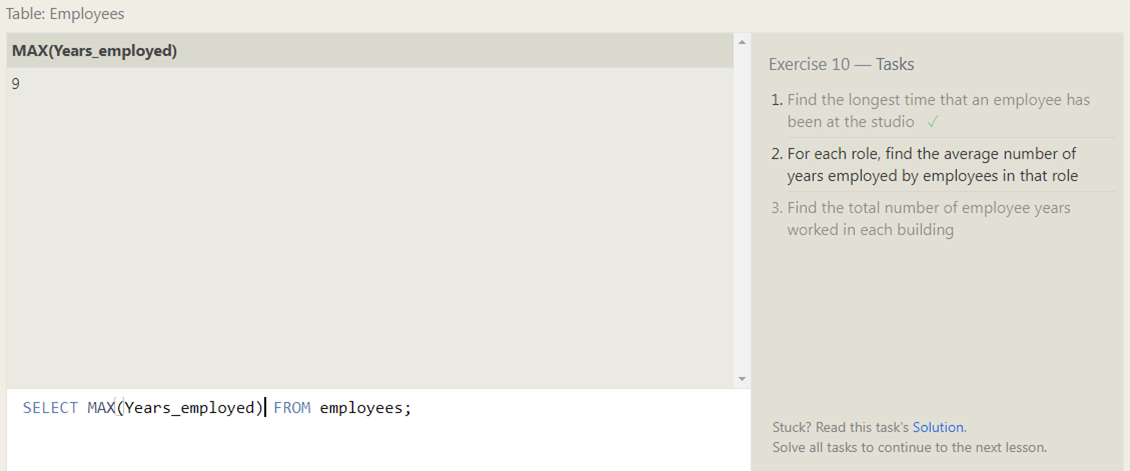 Table: Employees
MAX(Years_employed)
9
Exercise 10 — Tasks
1. Find the longest time that an employee has
been at the studio ✓
2. For each role, find the average number of
years employed by employees in that role
3. Find the total number of employee years
worked in each building
SELECT MAX(Years_employed) FROM employees;
Stuck? Read this task's Solution.
Solve all tasks to continue to the next lesson.